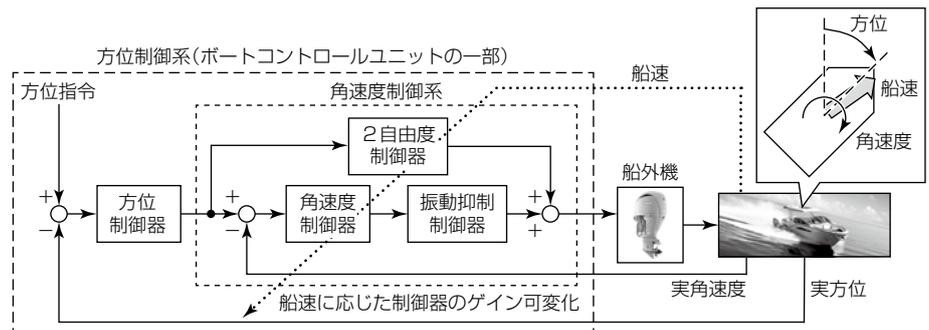 方位制御系(ボートコントロールユニットの一部)
方位指令
角速度制御系
船速
方位
船速
角速度
2自由度
制御器
船外機
+
−
方位
制御器
+
−
角速度
制御器
振動抑制
制御器
+
+
実角速度
実方位
船速に応じた制御器のゲイン可変化